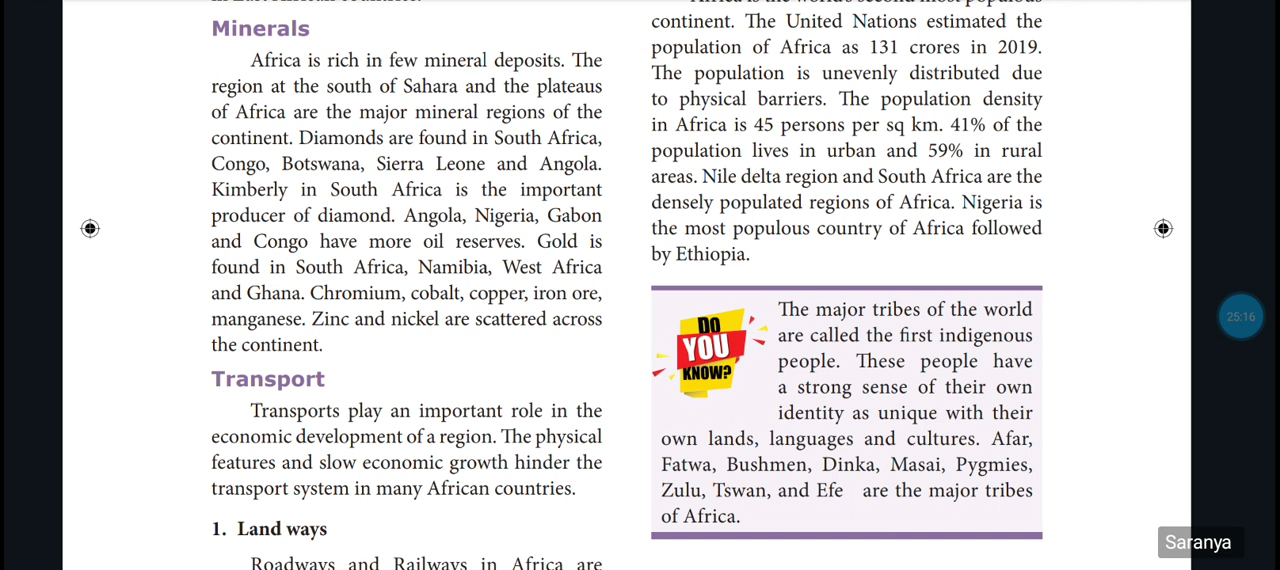 in East African countries.
Minerals
Africa is rich in few mineral deposits. The
region at the south of Sahara and the plateaus
of Africa are the major mineral regions of the
continent. Diamonds are found in South Africa,
Congo, Botswana, Sierra Leone and Angola.
Kimberly in South Africa is the important
producer of diamond. Angola, Nigeria, Gabon
and Congo have more oil reserves. Gold is
found in South Africa, Namibia, West Africa
and Ghana. Chromium, cobalt, copper, iron ore,
manganese. Zinc and nickel are scattered across
the continent.
Transport
Transports play an important role in the
economic development of a region. The physical
features and slow economic growth hinder the
transport system in many African countries.
1. Land ways
Roadways and Railways in Africa are
Africa is the world's second most populous
continent. The United Nations estimated the
population of Africa as 131 crores in 2019.
The population is unevenly distributed due
to physical barriers. The population density
in Africa is 45 persons per sq km. 41% of the
population lives in urban and 59% in rural
areas. Nile delta region and South Africa are the
densely populated regions of Africa. Nigeria is
the most populous country of Africa followed
by Ethiopia.
DO
YOU
KNOW?
The major tribes of the world
are called the first indigenous
people. These people have
a strong sense of their own
identity as unique with their
own lands, languages and cultures. Afar,
Fatwa, Bushmen, Dinka, Masai, Pygmies,
Zulu, Tswan, and Efe are the major tribes
of Africa.
25:16
Saranya